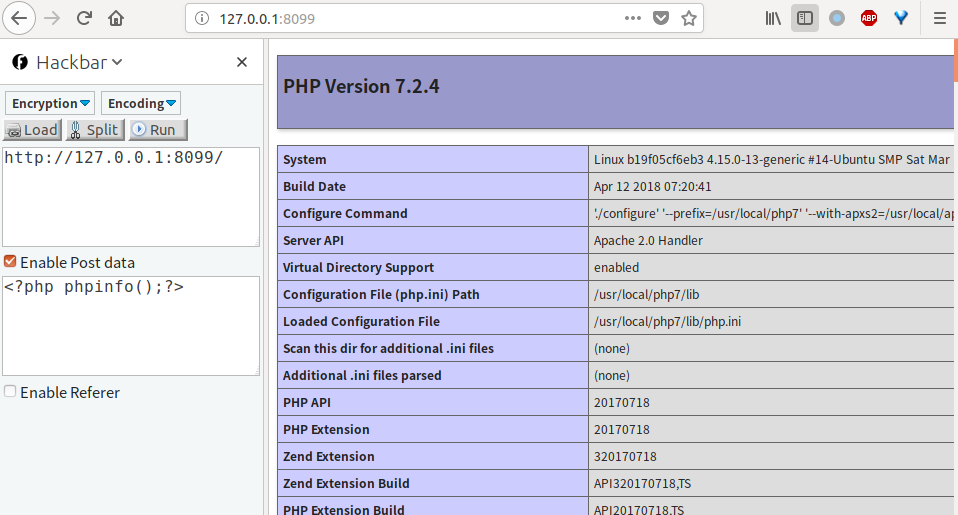 127.0.0.1:8099
ABP
Hackbar
Encryption
Encoding
Load
Split
Run
http://127.0.0.1:8099/
Enable Post data
<?php phpinfo();?>
Enable Referer
PHP Version 7.2.4
System Linux b19f05cf6eb3 4.15.0-13-generic #14-Ubuntu SMP Sat Mar
Build Date Apr 12 2018 07:20:41
Configure Command './configure' '--prefix=/usr/local/php7' '--with-apxs2=/usr/local/ap
Server API Apache 2.0 Handler
Virtual Directory Support enabled
Configuration File (php.ini) Path /usr/local/php7/lib
Loaded Configuration File /usr/local/php7/lib/php.ini
Scan this dir for additional .ini files (none)
Additional .ini files parsed (none)
PHP API 20170718
PHP Extension 20170718
Zend Extension 320170718
Zend Extension Build API320170718,TS
PHP Extension Build API20170718,TS